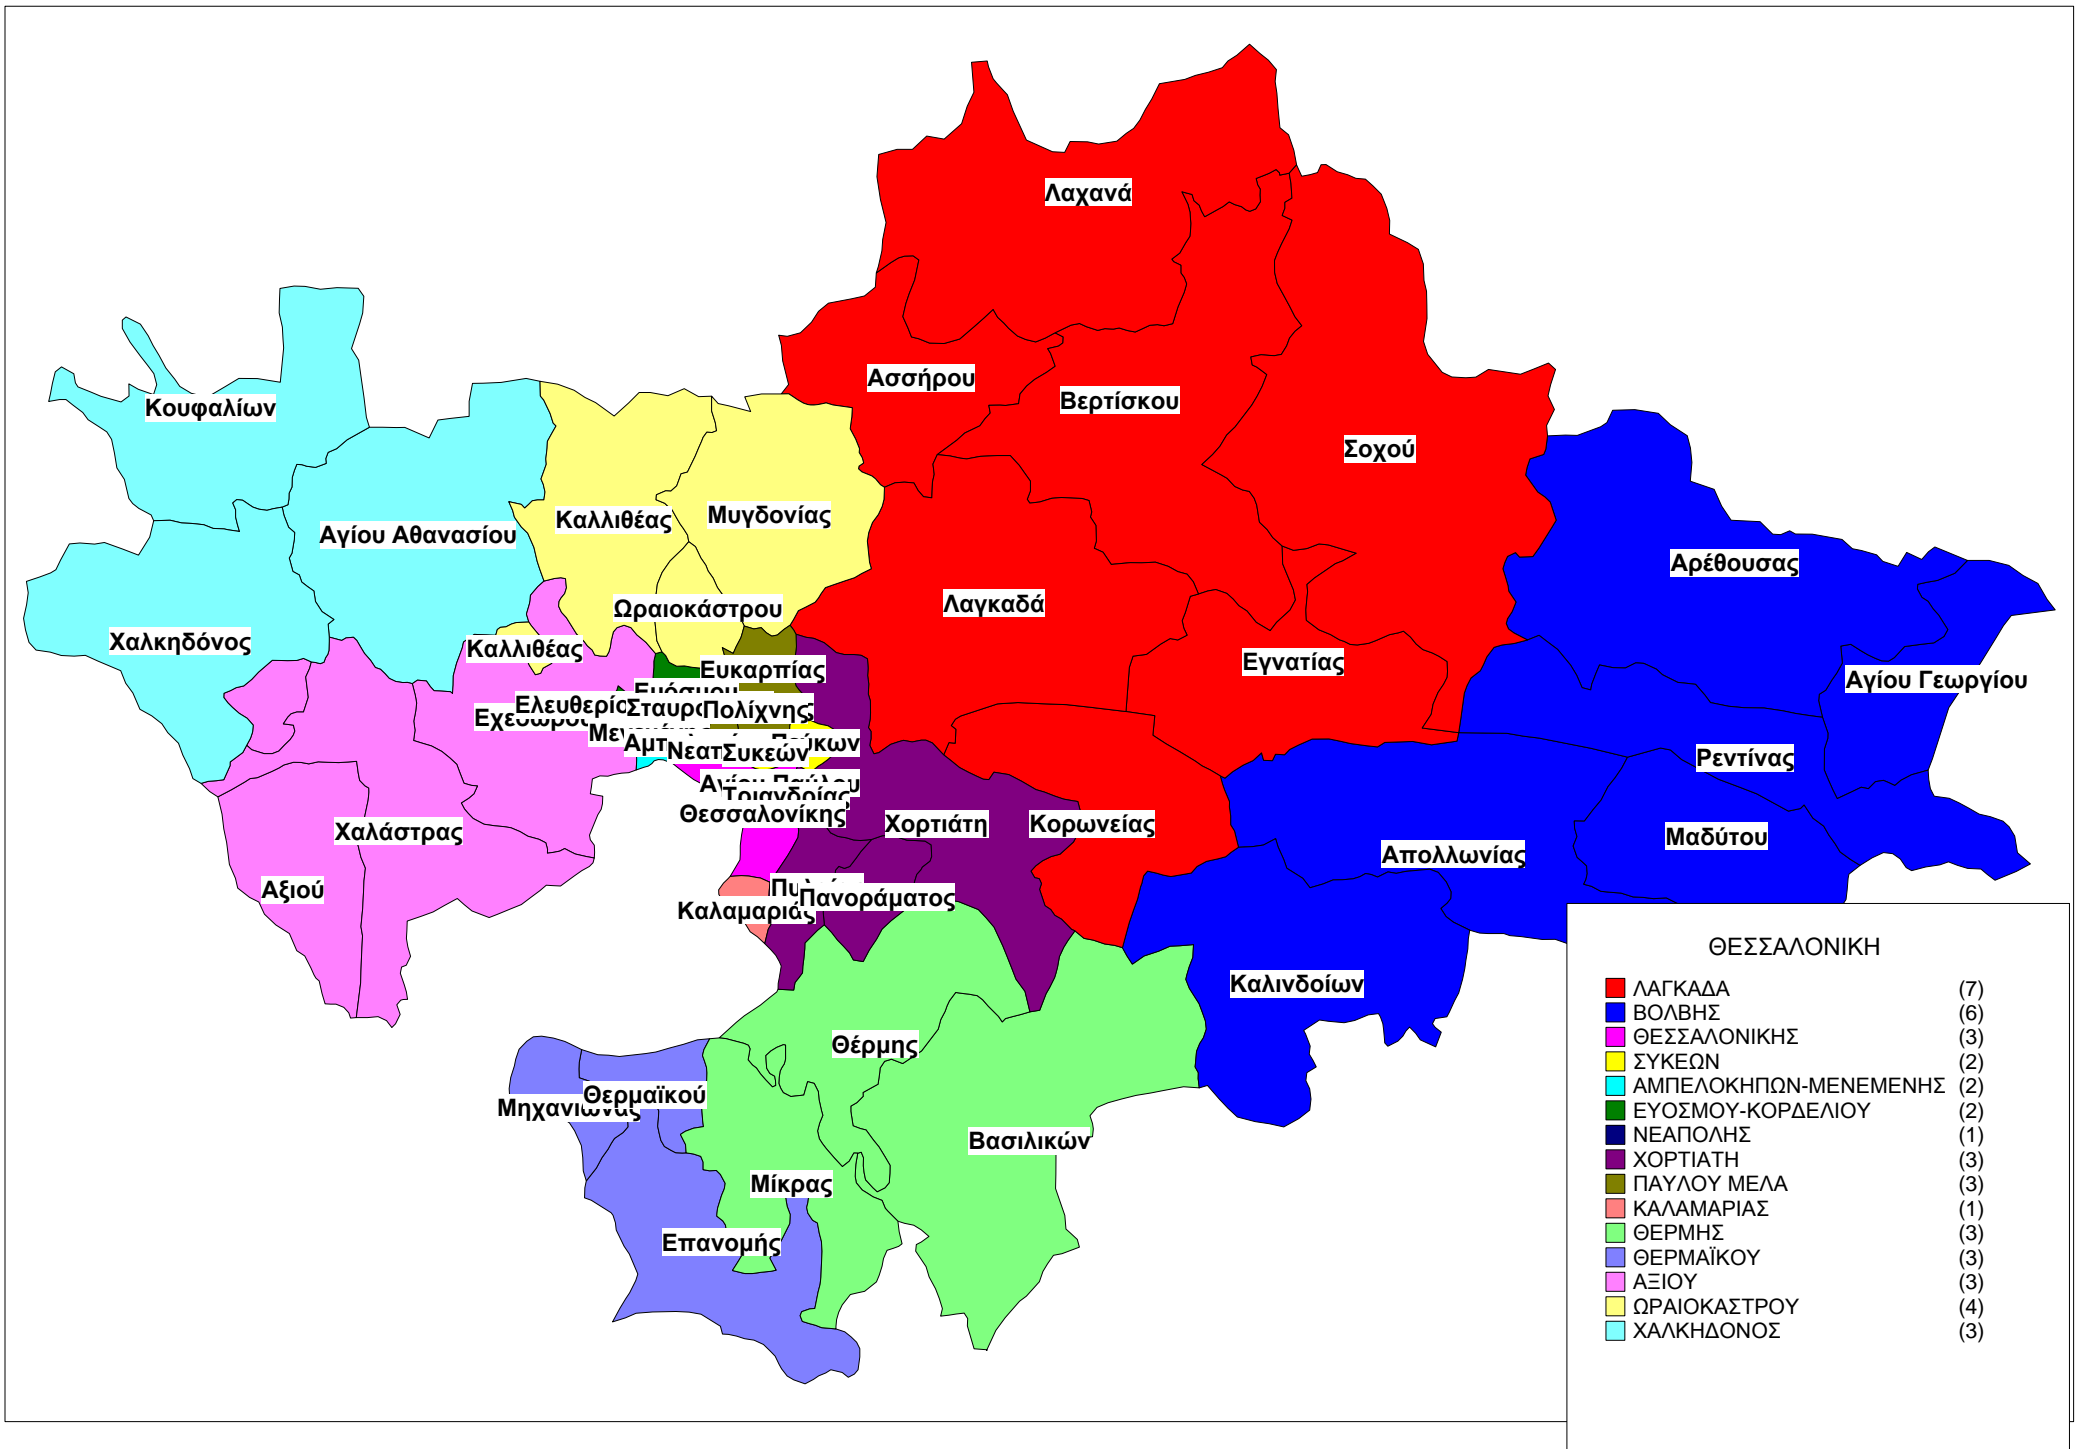 Λαχανά
Ασσήρου
Βερτίσκου
Κουφαλίων
Σοχού
Καλλιθέας
Μυγδονίας
Αγίου Αθανασίου
Αρέθουσας
Λαγκαδά
Ωραιοκάστρου
Χαλκηδόνος
Καλλιθέας
Εγνατίας
Ευκαρπίας
Αγίου Γεωργίου
Πολίχνης
Συκεών
Ρεντίνας
Θεσσαλονίκης
Χορτιάτη
Κορωνείας
Χαλάστρας
Μαδύτου
Απολλωνίας
Αξιού
Πανοράματος
Καλαμαριάς
Καλινδοίων
Θέρμης
Θερμαϊκού
Μηχανιώνας
Βασιλικών
Μίκρας
Επανομής
ΘΕΣΣΑΛΟΝΙΚΗ
ΛΑΓΚΑΔΑ (7)
ΒΟΛΒΗΣ (6)
ΘΕΣΣΑΛΟΝΙΚΗΣ (3)
ΣΥΚΕΩΝ (2)
ΑΜΠΕΛΟΚΗΠΩΝ-ΜΕΝΕΜΕΝΗΣ (2)
ΕΥΟΣΜΟΥ-ΚΟΡΔΕΛΙΟΥ (2)
ΝΕΑΠΟΛΗΣ (1)
ΧΟΡΤΙΑΤΗ (3)
ΠΑΥΛΟΥ ΜΕΛΑ (3)
ΚΑΛΑΜΑΡΙΑΣ (1)
ΘΕΡΜΗΣ (3)
ΘΕΡΜΑΪΚΟΥ (3)
ΑΞΙΟΥ (3)
ΩΡΑΙΟΚΑΣΤΡΟΥ (4)
ΧΑΛΚΗΔΟΝΟΣ (3)